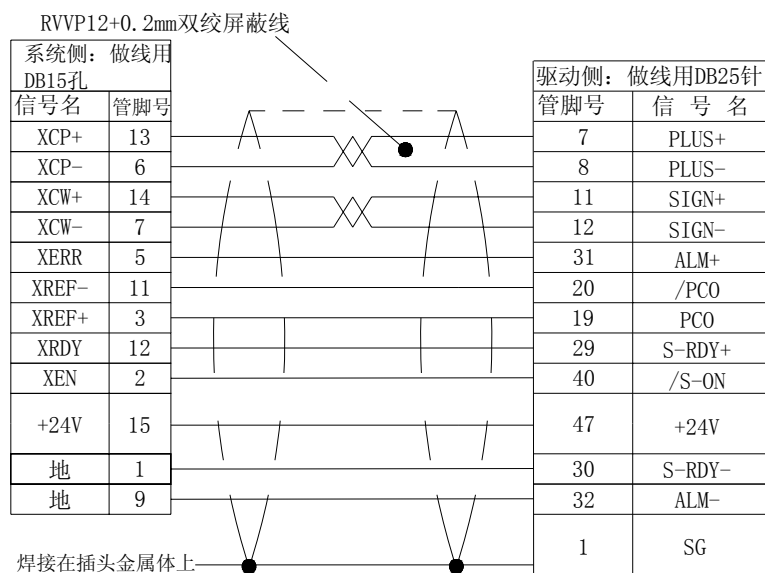 RVVP12+0.2mm双绞屏蔽线
系统侧：做线用
DB15孔
信号名 管脚号
XCP+ 13
XCP- 6
XCW+ 14
XCW- 7
XERR 5
XREF- 11
XREF+ 3
XRDY 12
XEN 2
+24V 15
地 1
地 9
焊接在插头金属体上
驱动侧：做线用DB25针
管脚号 信 号 名
7 PLUS+
8 PLUS-
11 SIGN+
12 SIGN-
31 ALM+
20 /PCO
19 PCO
29 S-RDY+
40 /S-ON
47 +24V
30 S-RDY-
32 ALM-
1 SG